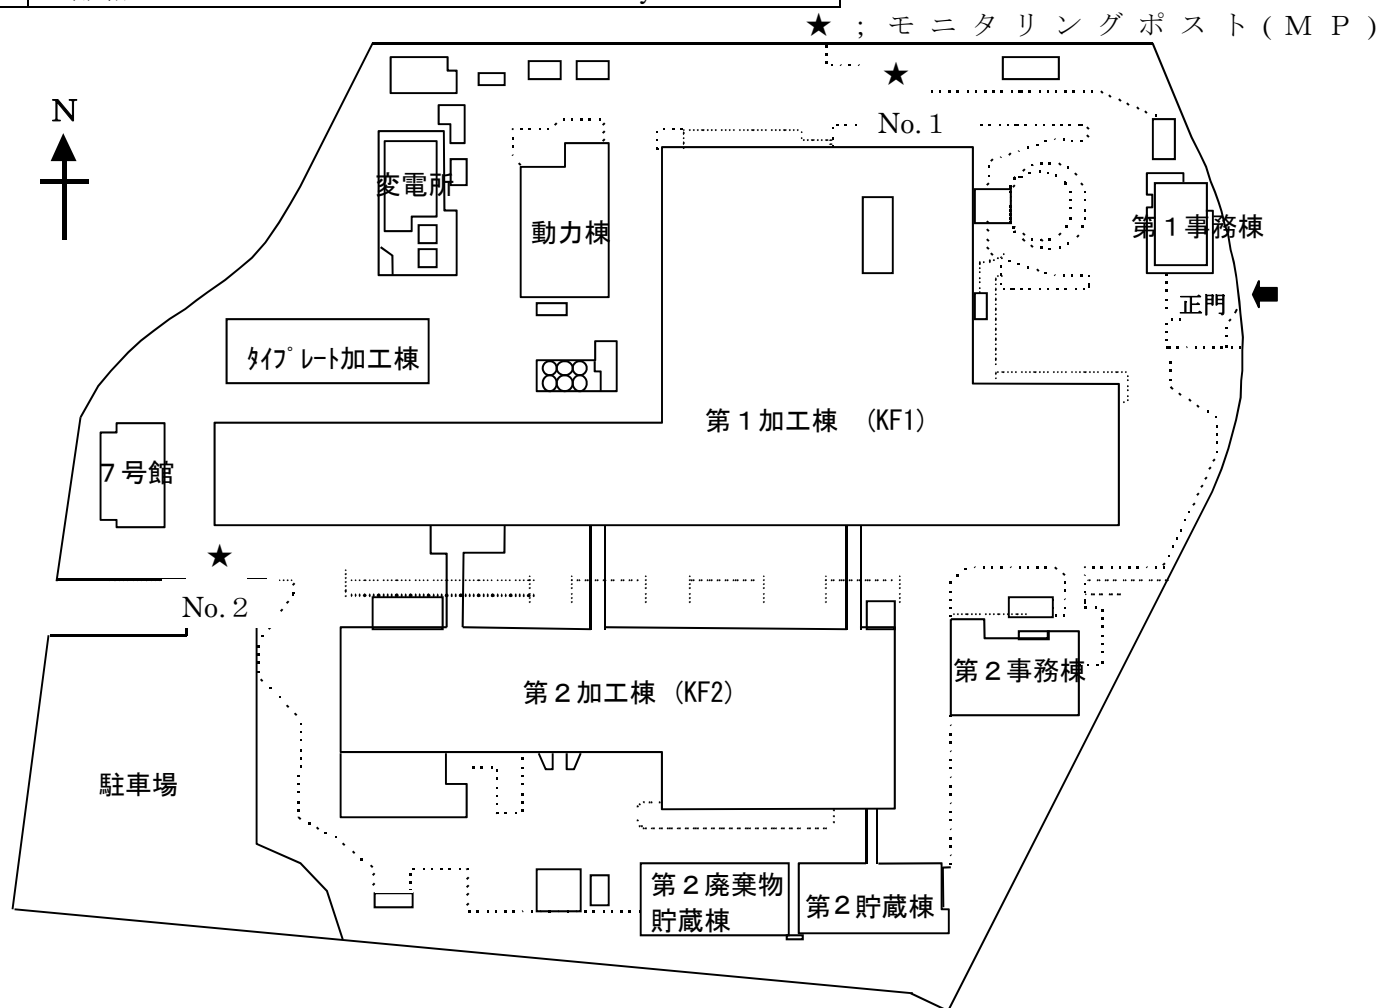 ★；モニタリングポスト(ＭＰ)
N
No.1
変電所
動力棟
第１事務棟
正門
ﾀｲﾌﾟﾚｰﾄ加工棟
第１加工棟 (KF1)
７号館
No.2
第２事務棟
第２加工棟 (KF2)
駐車場
第２廃棄物
貯蔵棟
第２貯蔵棟